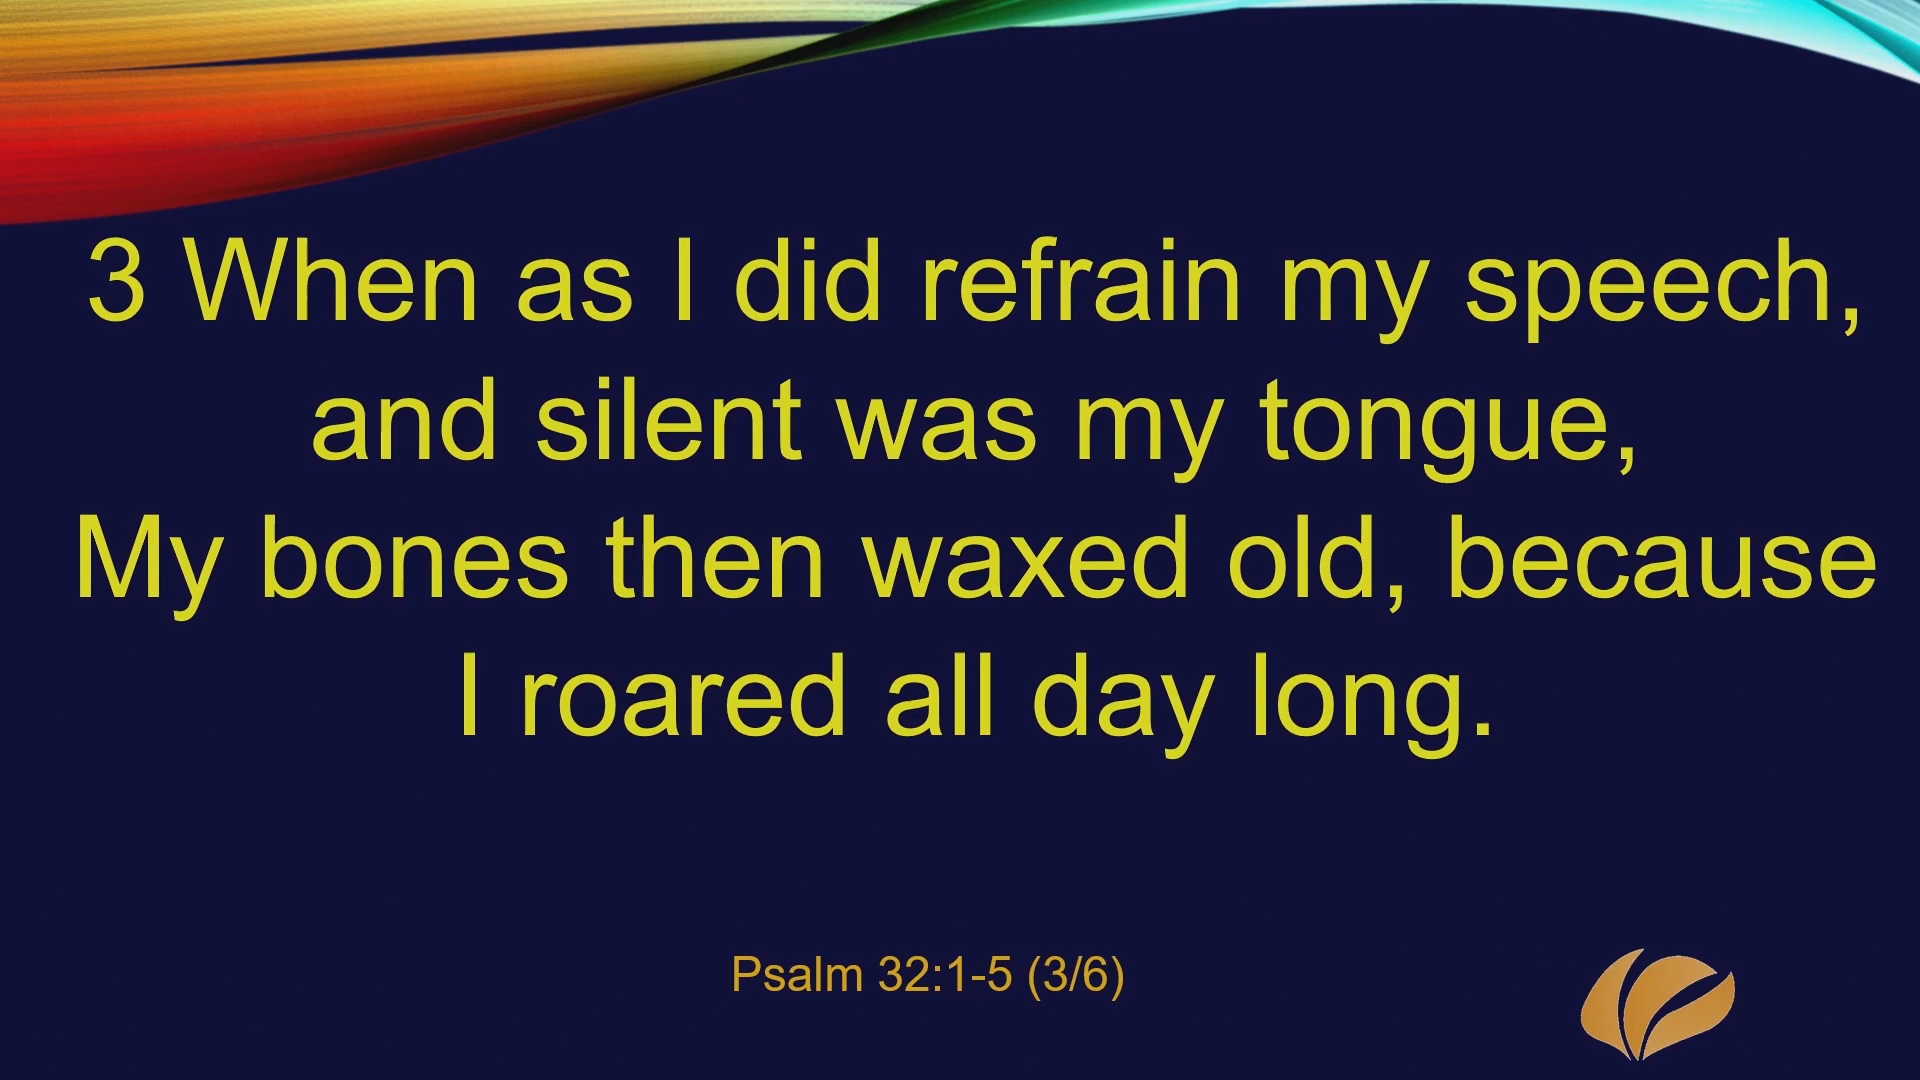 3 When as I did refrain my speech,
and silent was my tongue,
My bones then waxed old, because
I roared all day long.
Psalm 32:1-5 (3/6)